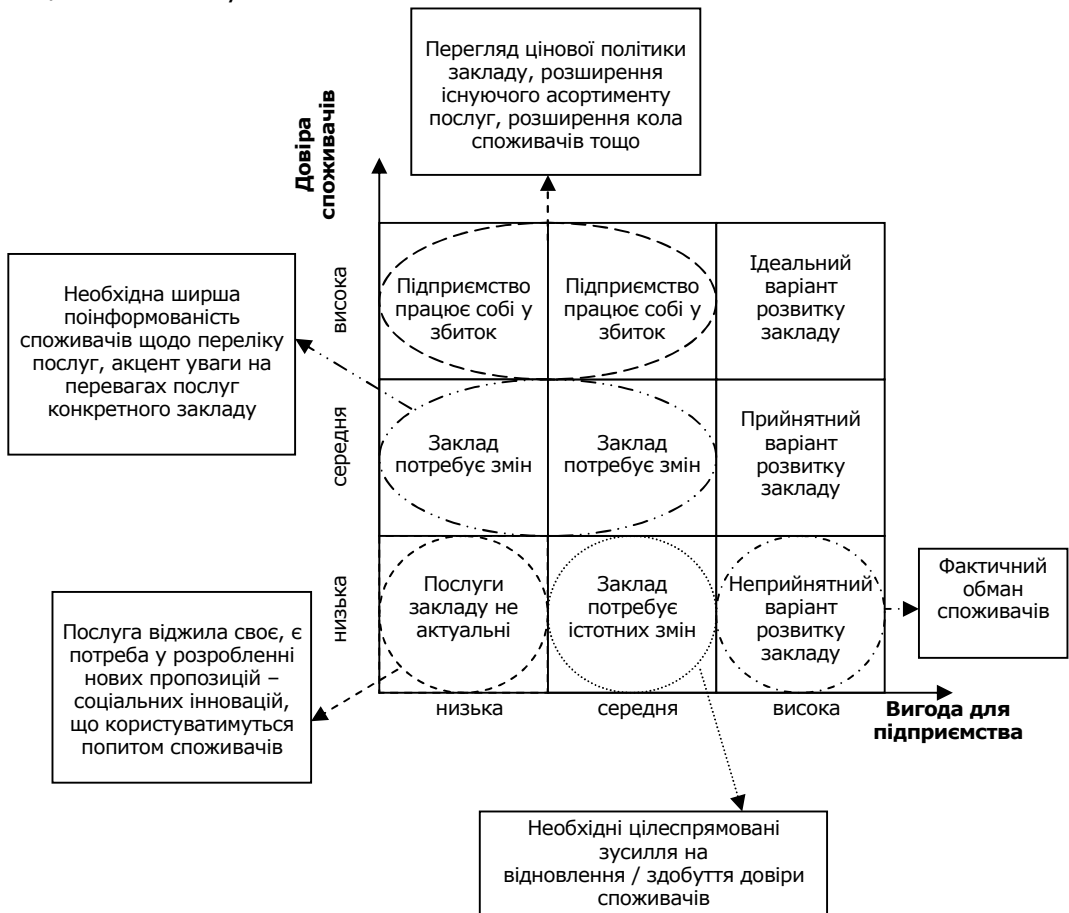 Перегляд цінової політики
закладу, розширення
існуючого асортименту
послуг, розширення кола
споживачів тощо
Довіра
споживачів
висока
Підприємство
працює собі у
збиток
Підприємство
працює собі у
збиток
Ідеальний
варіант
розвитку
закладу
Необхідна ширша
поінформованість
споживачів щодо переліку
послуг, акцент уваги на
перевагах послуг
конкретного закладу
середня
Заклад
потребує змін
Заклад
потребує змін
Прийнятний
варіант
розвитку
закладу
низька
Послуги
закладу не
актуальні
Заклад
потребує
істотних змін
Неприйнятний
варіант
розвитку
закладу
Фактичний
обман
споживачів
Послуга віджила своє, є
потреба у розробленні
нових пропозицій –
соціальних інновацій,
що користуватимуться
попитом споживачів
низька
середня
висока
Вигода для
підприємства
Необхідні цілеспрямовані
зусилля на
відновлення / здобуття довіри
споживачів